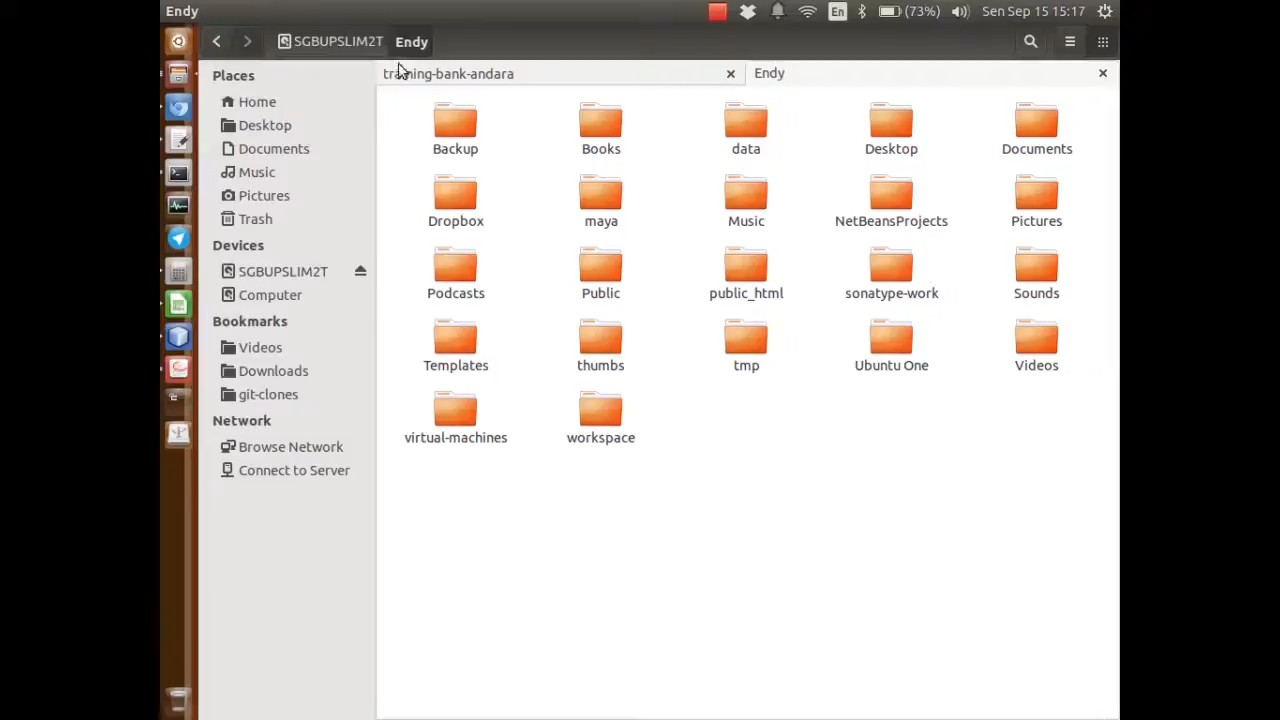 Endy
En
(73%)
Sen Sep 15 15:17
SGBUPSLIM2T
Endy
training-bank-andara
Endy
Places
Home
Desktop
Documents
Music
Pictures
Trash
Devices
SGBUPSLIM2T
Computer
Bookmarks
Videos
Downloads
git-clones
Network
Browse Network
Connect to Server
Backup
Books
data
Desktop
Documents
Dropbox
maya
Music
NetBeansProjects
Pictures
Podcasts
Public
public_html
sonatype-work
Sounds
Templates
thumbs
tmp
Ubuntu One
Videos
virtual-machines
workspace